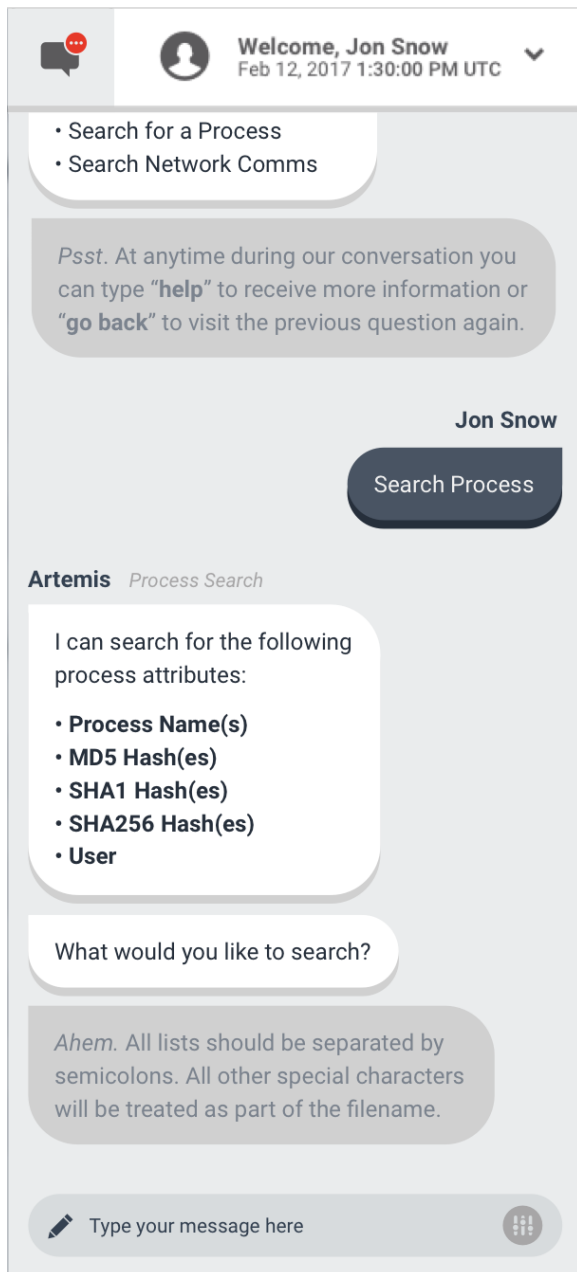 Welcome, Jon Snow
Feb 12, 2017 1:30:00 PM UTC
• Search for a Process
• Search Network Comms
Psst. At anytime during our conversation you
can type “help” to receive more information or
“go back” to visit the previous question again.
Jon Snow
Search Process
Artemis Process Search
I can search for the following
process attributes:
• Process Name(s)
• MD5 Hash(es)
• SHA1 Hash(es)
• SHA256 Hash(es)
• User
What would you like to search?
Ahem. All lists should be separated by
semicolons. All other special characters
will be treated as part of the filename.
Type your message here